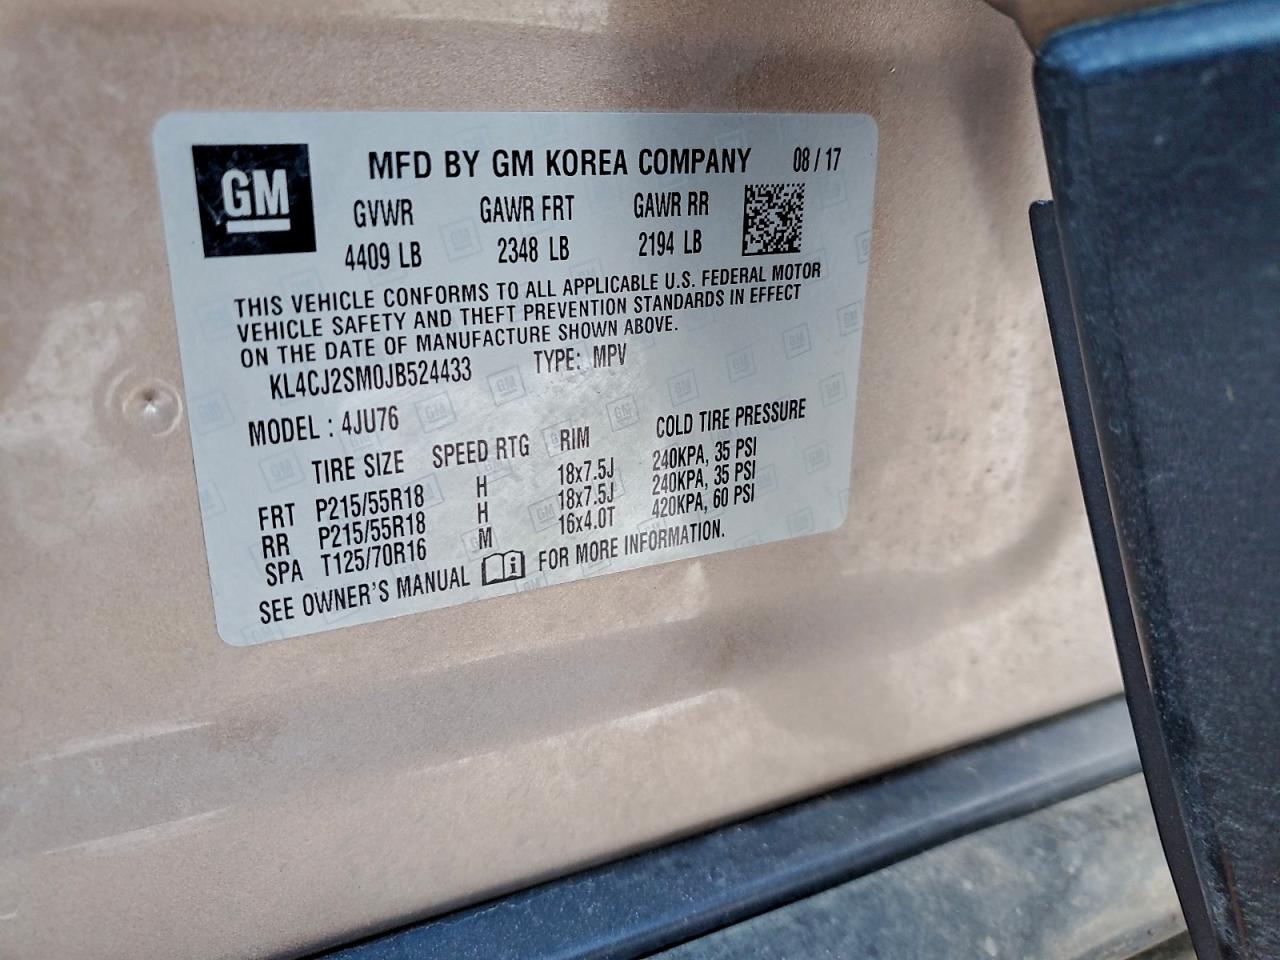 GM
MFD BY GM KOREA COMPANY 08 / 17
GVWR GAWR FRT GAWR RR
4409 LB 2348 LB 2194 LB
THIS VEHICLE CONFORMS TO ALL APPLICABLE U.S. FEDERAL MOTOR
VEHICLE SAFETY AND THEFT PREVENTION STANDARDS IN EFFECT
ON THE DATE OF MANUFACTURE SHOWN ABOVE.
KL4CJ2SM0JB524433 TYPE: MPV
MODEL : 4JU76
TIRE SIZE SPEED RTG RIM COLD TIRE PRESSURE
FRT P215/55R18 H 18x7.5J 240KPA, 35 PSI
RR P215/55R18 H 18x7.5J 240KPA, 35 PSI
SPA T125/70R16 M 16x4.0T 420KPA, 60 PSI
SEE OWNER'S MANUAL i FOR MORE INFORMATION.